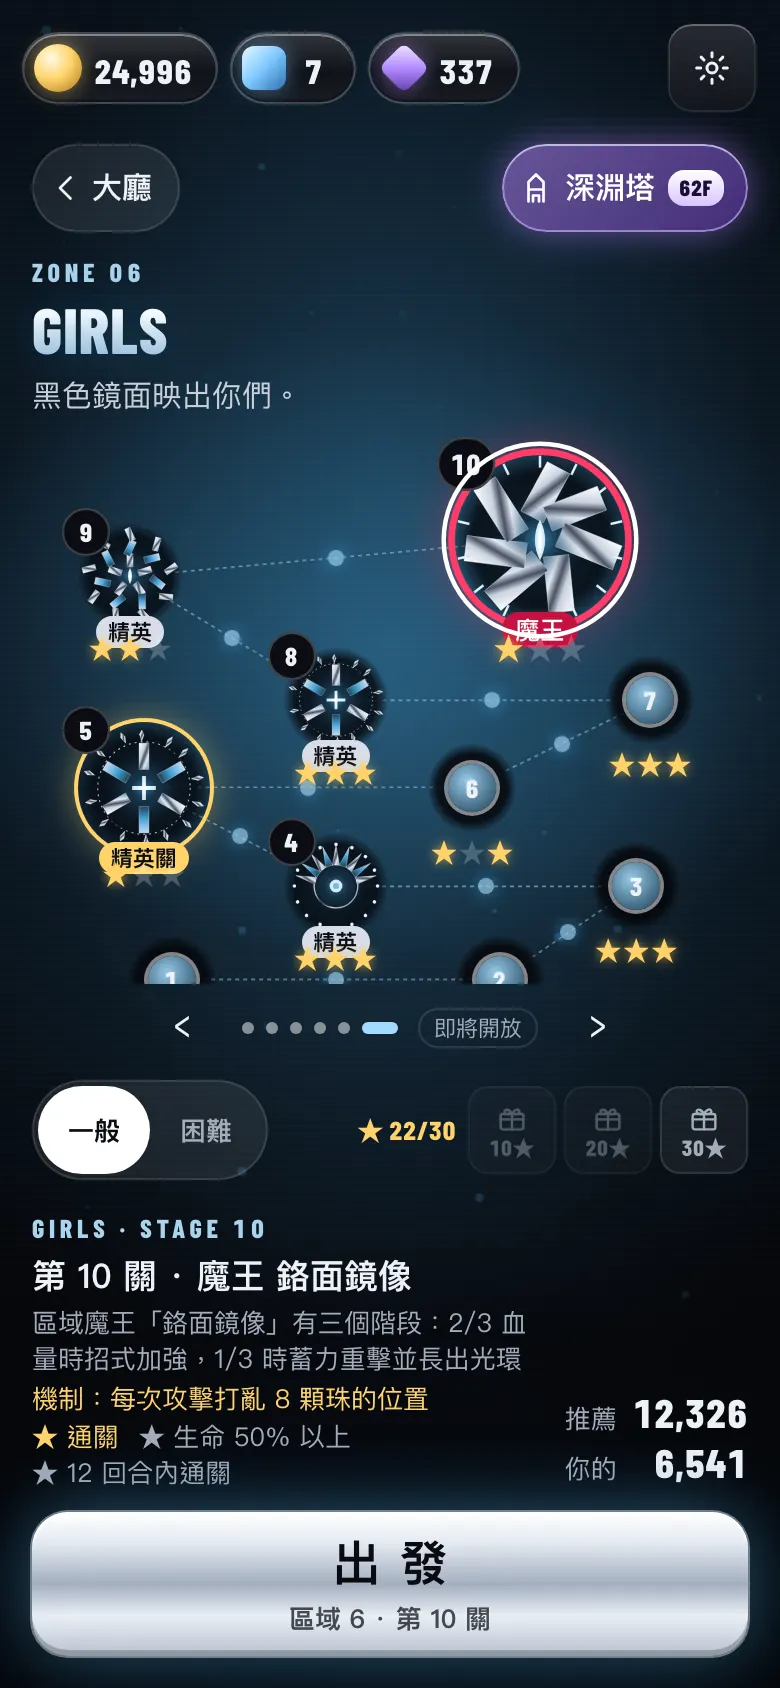 24,996
7
337
大廳
深淵塔 62F
ZONE 06
GIRLS
黑色鏡面映出你們。
10
9
魔王
精英
8
7
精英
5
6
精英關
4
3
精英
1
2
即將開放
一般
困難
★ 22/30
10★
20★
30★
GIRLS · STAGE 10
第 10 關 · 魔王 鉻面鏡像
區域魔王「鉻面鏡像」有三個階段：2/3 血
量時招式加強，1/3 時蓄力重擊並長出光環
機制：每次攻擊打亂 8 顆珠的位置
★ 通關 ★ 生命 50% 以上
★ 12 回合內通關
推薦 12,326
你的 6,541
出發
區域 6 · 第 10 關